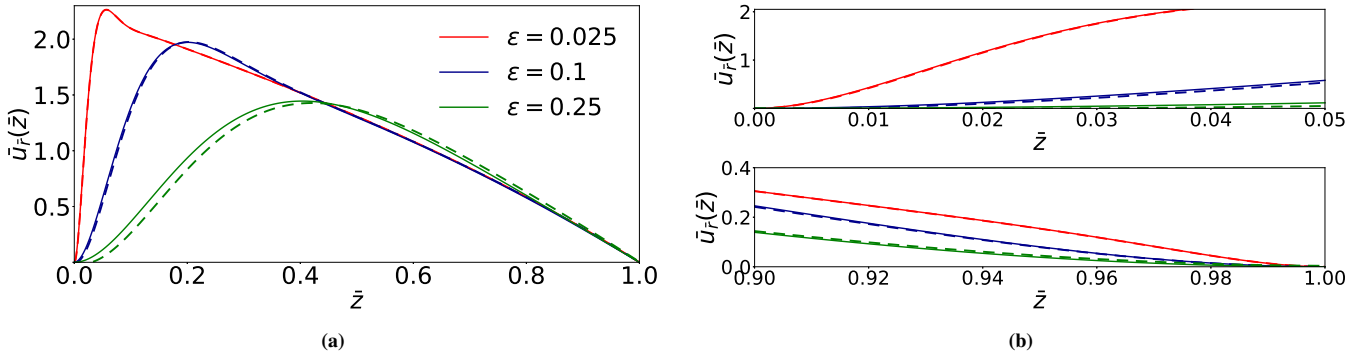 2.0
1.5
1.0
0.5
0.0 0.2 0.4 0.6 0.8 1.0
z̄
ū_r̄(z̄)
ε = 0.025
ε = 0.1
ε = 0.25
(a)
2
1
0.00 0.01 0.02 0.03 0.04 0.05
z̄
ū_r̄(z̄)
0.4
0.2
0.0
0.90 0.92 0.94 0.96 0.98 1.00
z̄
ū_r̄(z̄)
(b)